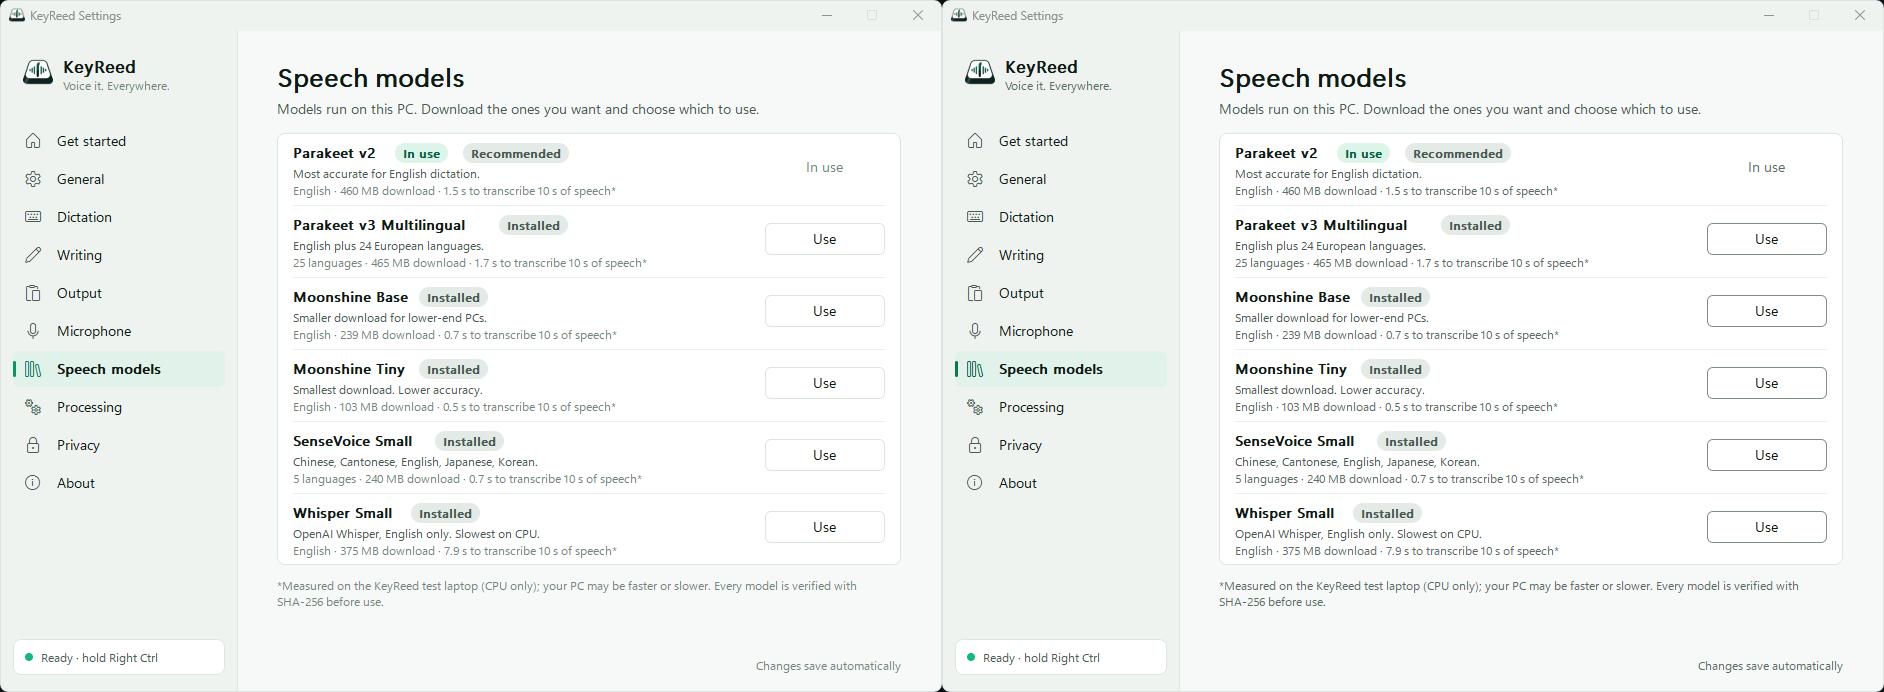 KeyReed Settings
KeyReed
Voice it. Everywhere.
Get started
General
Dictation
Writing
Output
Microphone
Speech models
Processing
Privacy
About
Ready · hold Right Ctrl
Speech models
Models run on this PC. Download the ones you want and choose which to use.
Parakeet v2 In use Recommended
Most accurate for English dictation.
English · 460 MB download · 1.5 s to transcribe 10 s of speech*
In use
Parakeet v3 Multilingual Installed
English plus 24 European languages.
25 languages · 465 MB download · 1.7 s to transcribe 10 s of speech*
Use
Moonshine Base Installed
Smaller download for lower-end PCs.
English · 239 MB download · 0.7 s to transcribe 10 s of speech*
Use
Moonshine Tiny Installed
Smallest download. Lower accuracy.
English · 103 MB download · 0.5 s to transcribe 10 s of speech*
Use
SenseVoice Small Installed
Chinese, Cantonese, English, Japanese, Korean.
5 languages · 240 MB download · 0.7 s to transcribe 10 s of speech*
Use
Whisper Small Installed
OpenAI Whisper, English only. Slowest on CPU.
English · 375 MB download · 7.9 s to transcribe 10 s of speech*
Use
*Measured on the KeyReed test laptop (CPU only); your PC may be faster or slower. Every model is verified with
SHA-256 before use.
Changes save automatically
KeyReed Settings
KeyReed
Voice it. Everywhere.
Get started
General
Dictation
Writing
Output
Microphone
Speech models
Processing
Privacy
About
Ready · hold Right Ctrl
Speech models
Models run on this PC. Download the ones you want and choose which to use.
Parakeet v2 In use Recommended
Most accurate for English dictation.
English · 460 MB download · 1.5 s to transcribe 10 s of speech*
In use
Parakeet v3 Multilingual Installed
English plus 24 European languages.
25 languages · 465 MB download · 1.7 s to transcribe 10 s of speech*
Use
Moonshine Base Installed
Smaller download for lower-end PCs.
English · 239 MB download · 0.7 s to transcribe 10 s of speech*
Use
Moonshine Tiny Installed
Smallest download. Lower accuracy.
English · 103 MB download · 0.5 s to transcribe 10 s of speech*
Use
SenseVoice Small Installed
Chinese, Cantonese, English, Japanese, Korean.
5 languages · 240 MB download · 0.7 s to transcribe 10 s of speech*
Use
Whisper Small Installed
OpenAI Whisper, English only. Slowest on CPU.
English · 375 MB download · 7.9 s to transcribe 10 s of speech*
Use
*Measured on the KeyReed test laptop (CPU only); your PC may be faster or slower. Every model is verified with
SHA-256 before use.
Changes save automatically